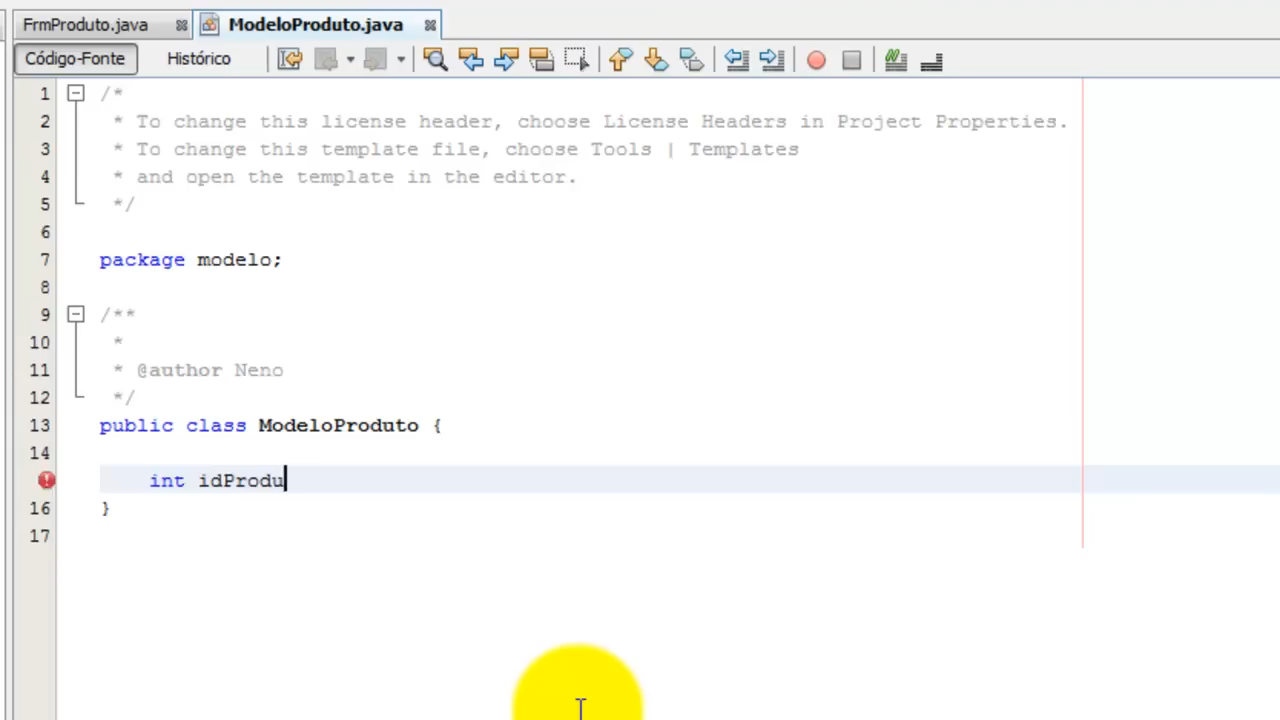 FrmProduto.java ModeloProduto.java
Código-Fonte Histórico
1 /*
2 * To change this license header, choose License Headers in Project Properties.
3 * To change this template file, choose Tools | Templates
4 * and open the template in the editor.
5 */
6
7 package modelo;
8
9 /**
10 *
11 * @author Neno
12 */
13 public class ModeloProduto {
14
int idProdu
16 }
17